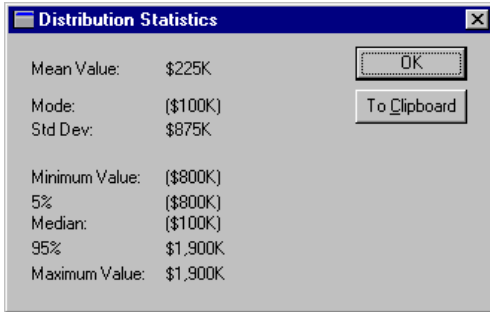 Distribution Statistics
Mean Value: $225K
OK
Mode: ($100K)
To Clipboard
Std Dev: $875K
Minimum Value: ($800K)
5% ($800K)
Median: ($100K)
95% $1,900K
Maximum Value: $1,900K